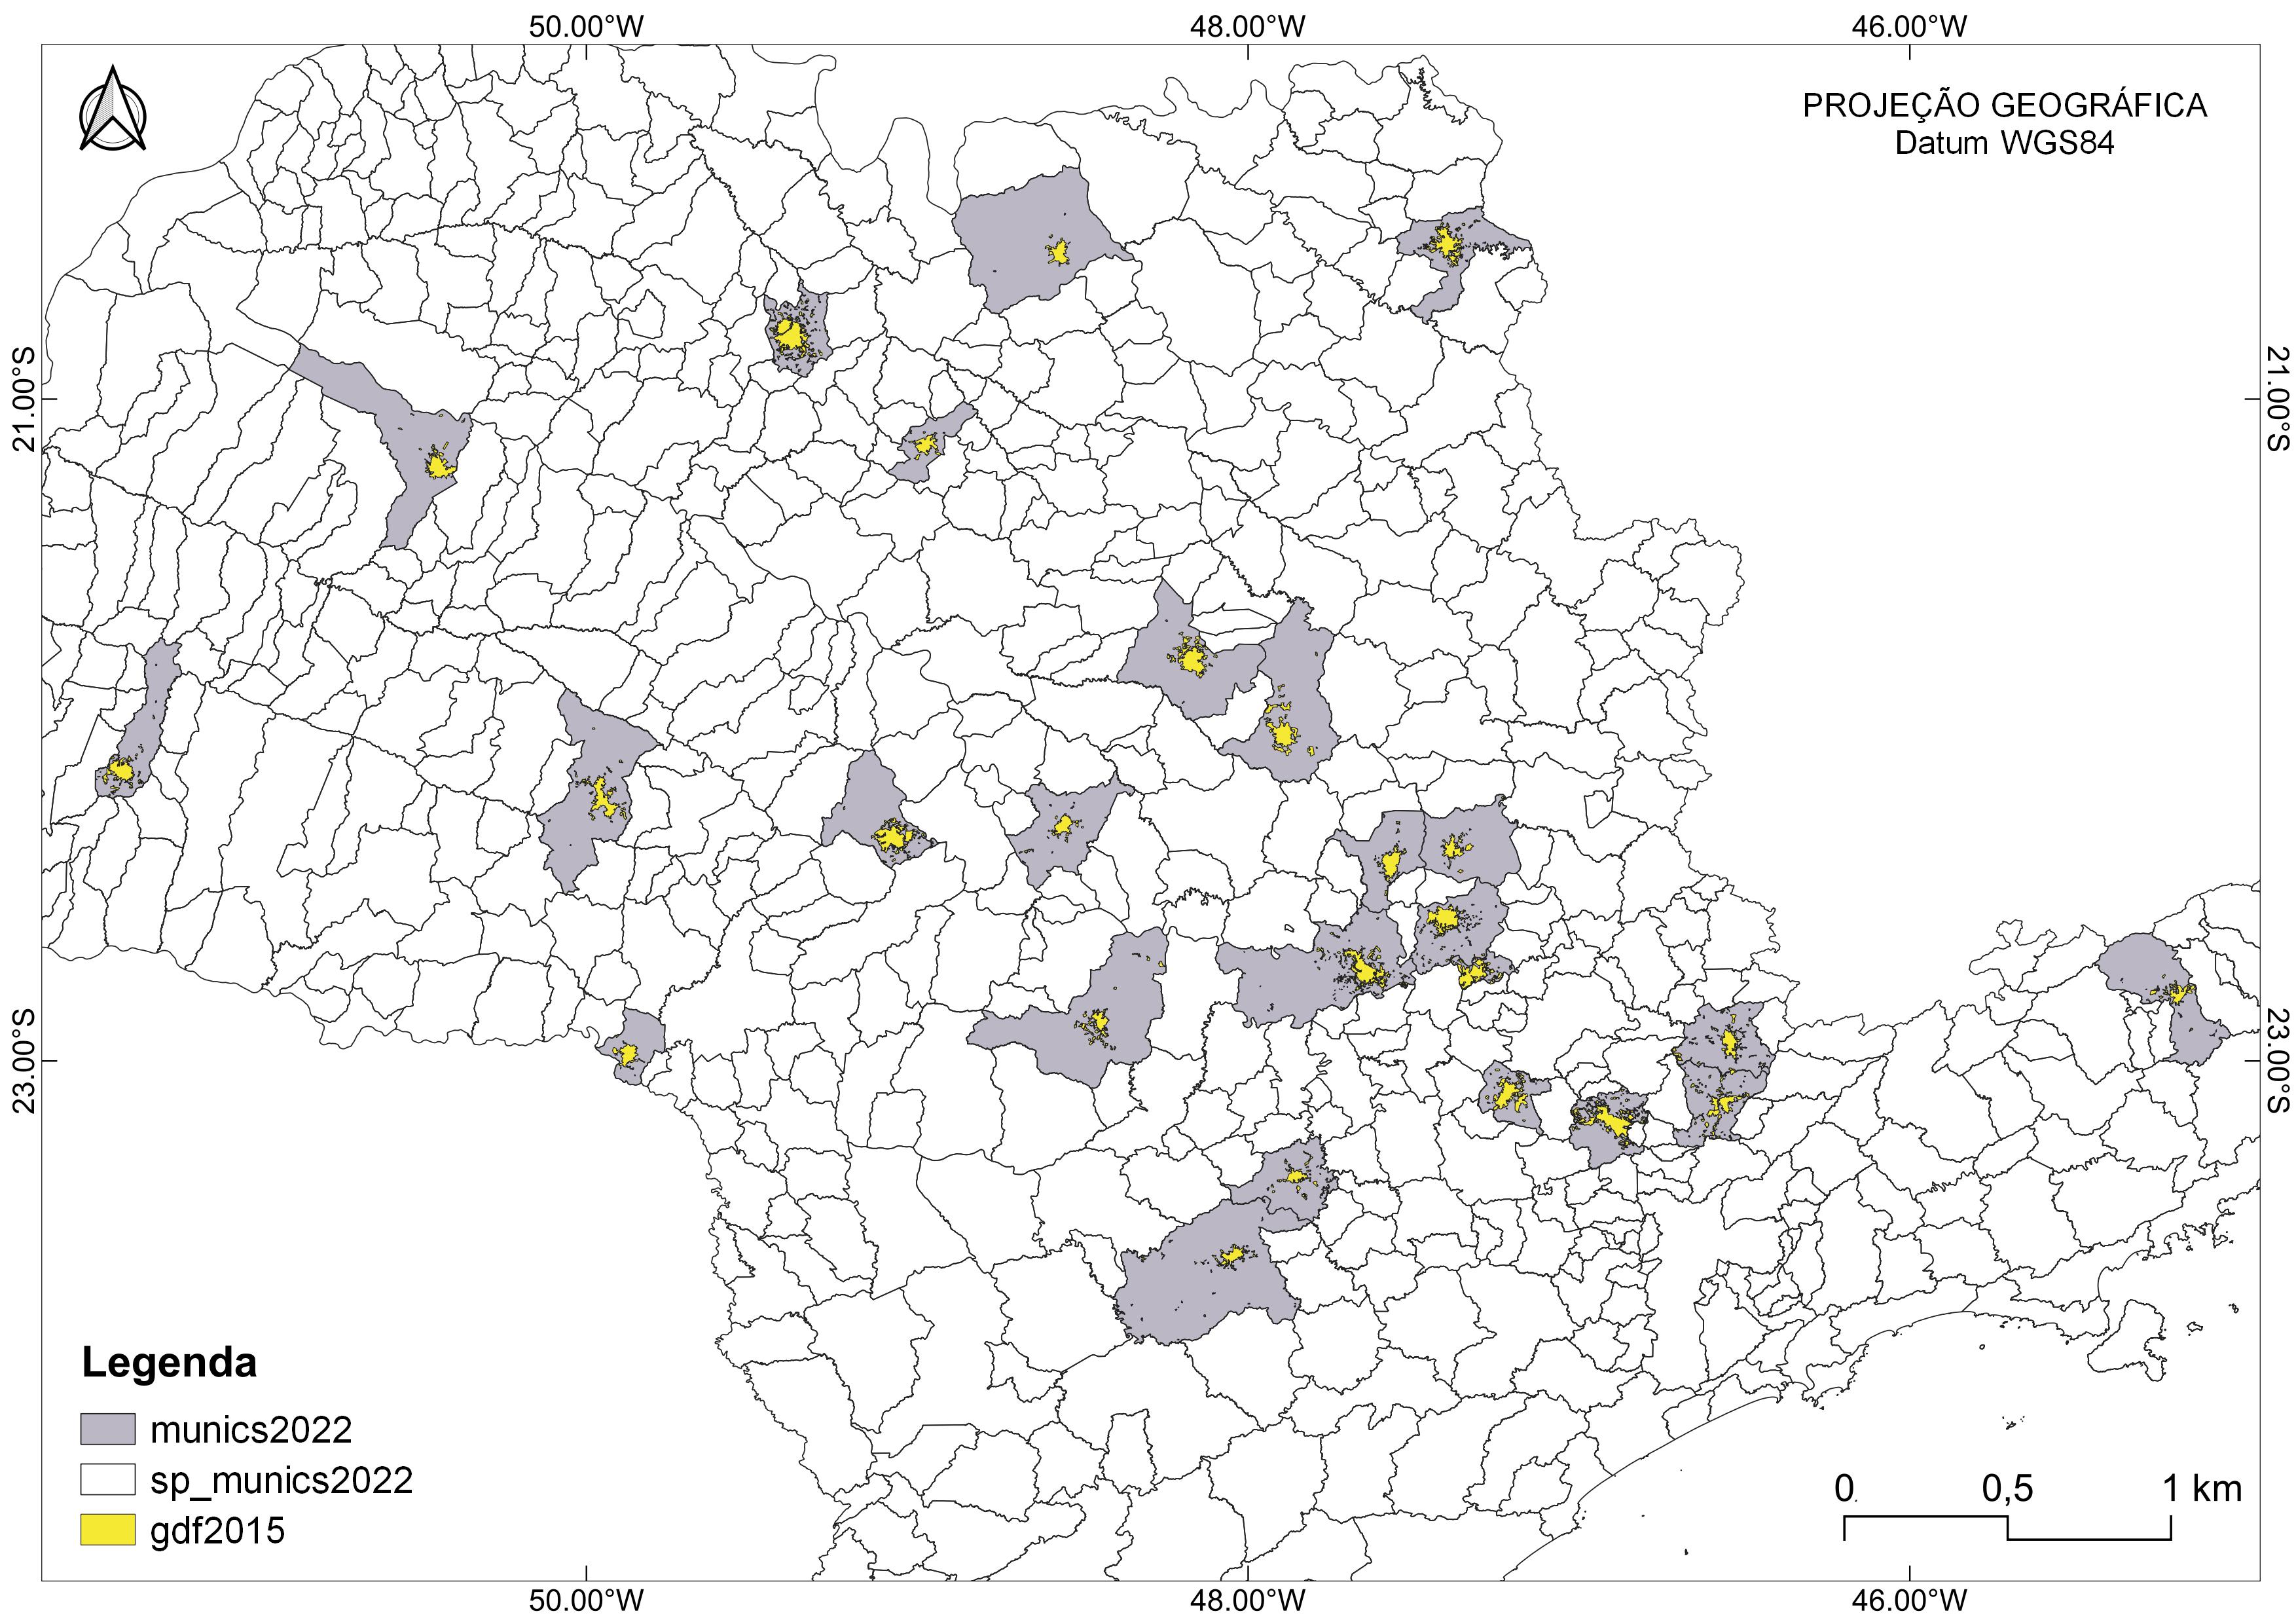 50.00°W 48.00°W 46.00°W
PROJEÇÃO GEOGRÁFICA
Datum WGS84
21.00°S 21.00°S
23.00°S 23.00°S
Legenda
munics2022
sp_munics2022
gdf2015
0 0,5 1 km
50.00°W 48.00°W 46.00°W